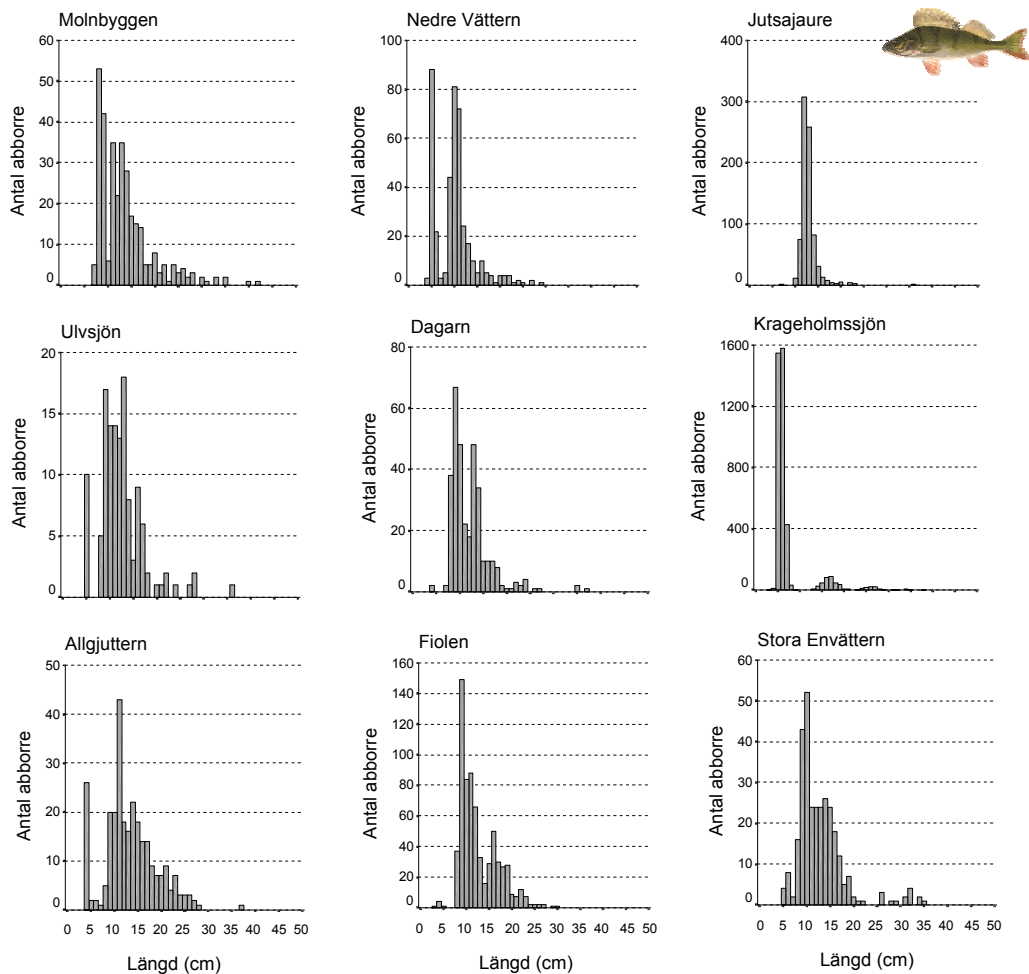 Molnbyggen
Antal abborre
60
50
40
30
20
10
0
Nedre Vättern
Antal abborre
100
80
60
40
20
0
Jutsajaure
Antal abborre
400
300
200
100
0
Ulvsjön
Antal abborre
20
15
10
5
0
Dagarn
Antal abborre
80
60
40
20
0
Krageholmssjön
Antal abborre
1600
1200
800
400
0
Allgjuttern
Antal abborre
50
40
30
20
10
0
0 5 10 15 20 25 30 35 40 45 50
Längd (cm)
Fiolen
Antal abborre
160
140
120
100
80
60
40
20
0
0 5 10 15 20 25 30 35 40 45 50
Längd (cm)
Stora Envättern
Antal abborre
60
50
40
30
20
10
0
0 5 10 15 20 25 30 35 40 45 50
Längd (cm)